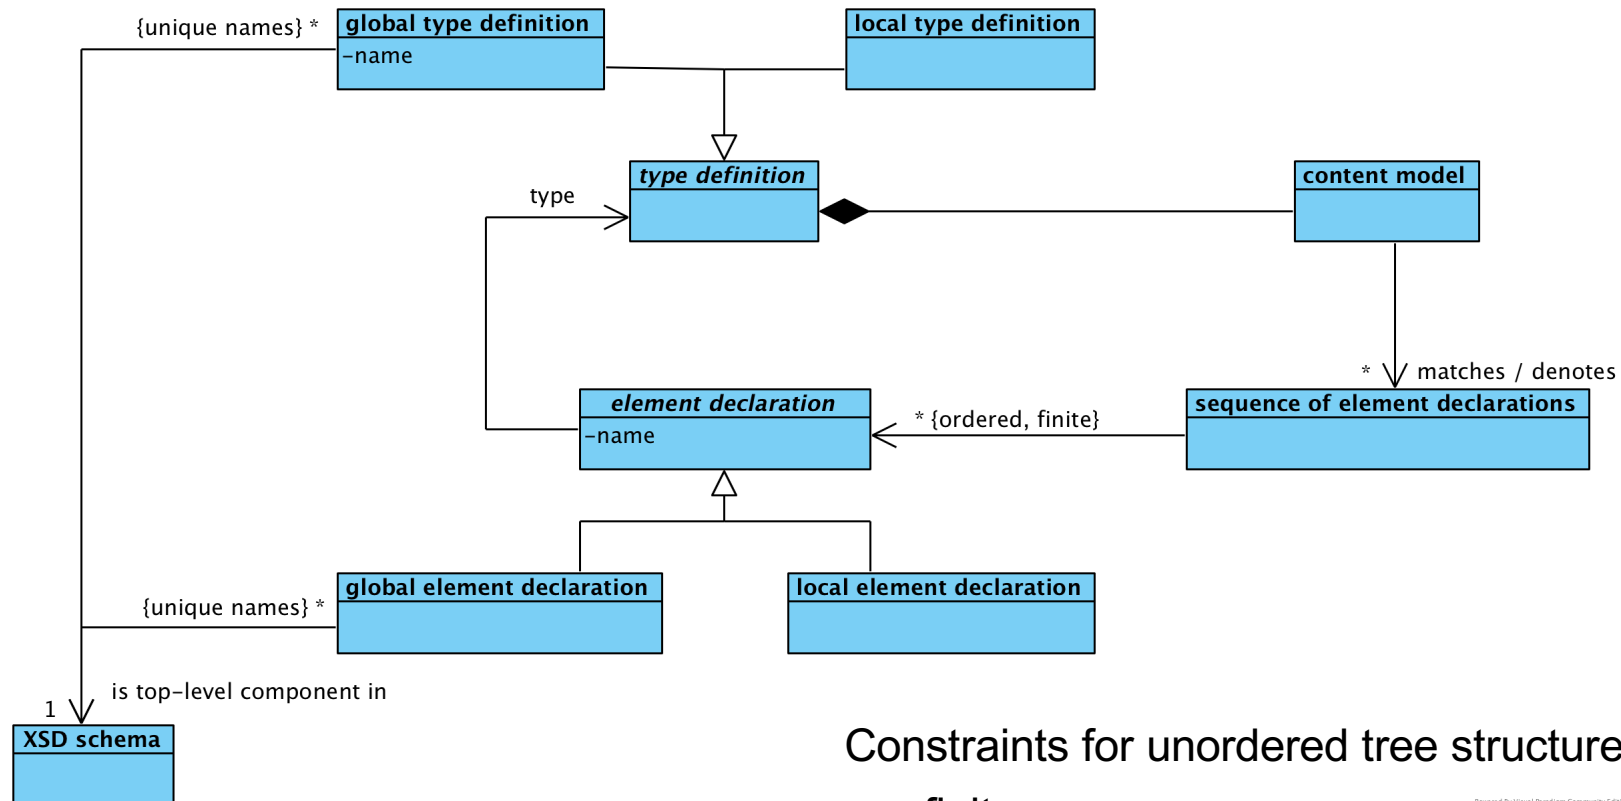 {unique names} *
global type definition
-name
local type definition
type definition
type
content model
* matches / denotes
element declaration
-name
* {ordered, finite}
sequence of element declarations
global element declaration
local element declaration
{unique names} *
is top-level component in
1
XSD schema
Constraints for unordered tree structure